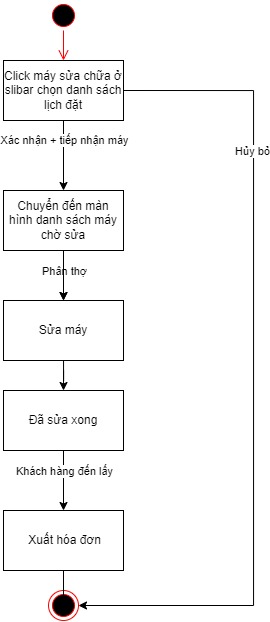 Click máy sửa chữa ở
slibar chọn danh sách
lịch đặt
Xác nhận + tiếp nhận máy
Hủy bỏ
Chuyển đến màn
hình danh sách máy
chờ sửa
Phân thợ
Sửa máy
Đã sửa xong
Khách hàng đến lấy
Xuất hóa đơn